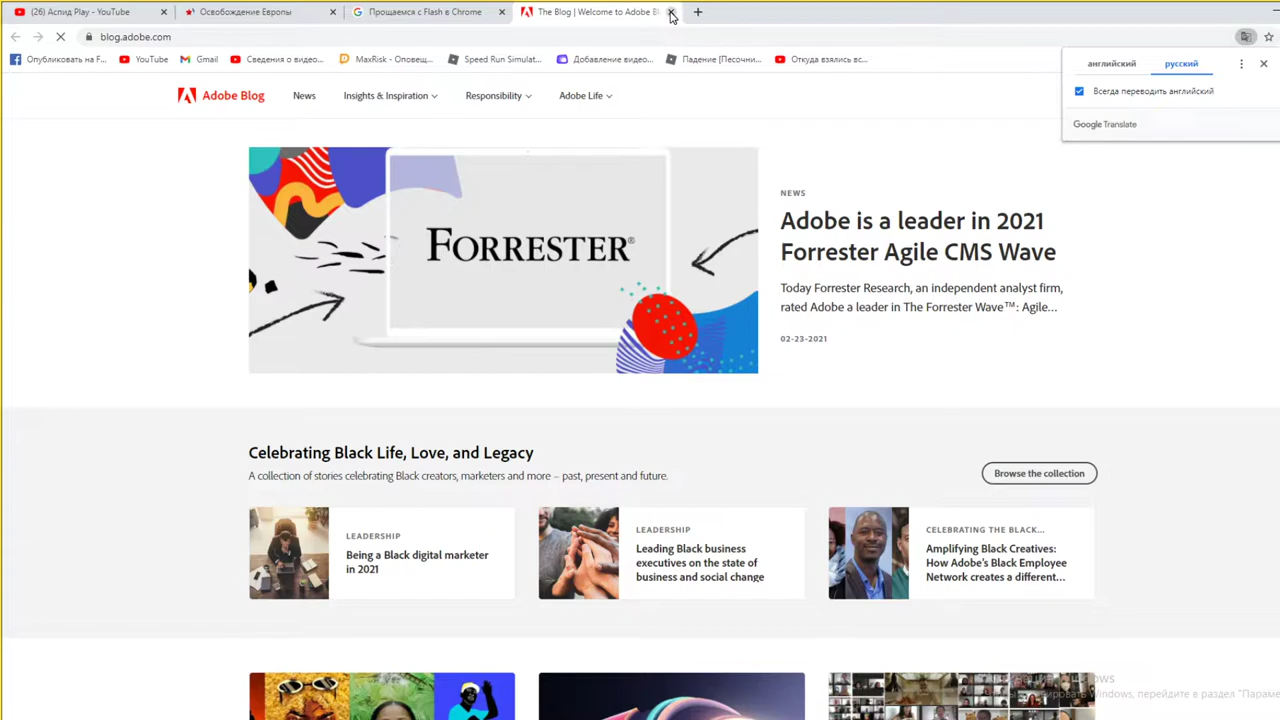 (26) Аспид Play - YouTube
Освобождение Европы
Прощаемся с Flash в Chrome
The Blog | Welcome to Adobe Bl
blog.adobe.com
Опубликовать на F...
YouTube
Gmail
Сведения о видео...
MaxRisk - Оповещ...
Speed Run Simulat...
Добавление видео...
Падение [Песочни...
Откуда взялись вс...
английский
русский
Всегда переводить английский
Google Translate
Adobe Blog
News
Insights & Inspiration
Responsibility
Adobe Life
FORRESTER®
NEWS
Adobe is a leader in 2021
Forrester Agile CMS Wave
Today Forrester Research, an independent analyst firm,
rated Adobe a leader in The Forrester Wave™: Agile...
02-23-2021
Celebrating Black Life, Love, and Legacy
A collection of stories celebrating Black creators, marketers and more – past, present and future.
Browse the collection
LEADERSHIP
Being a Black digital marketer
in 2021
LEADERSHIP
Leading Black business
executives on the state of
business and social change
CELEBRATING THE BLACK...
Amplifying Black Creatives:
How Adobe's Black Employee
Network creates a different...
Windows, перейдите в раздел "Параме